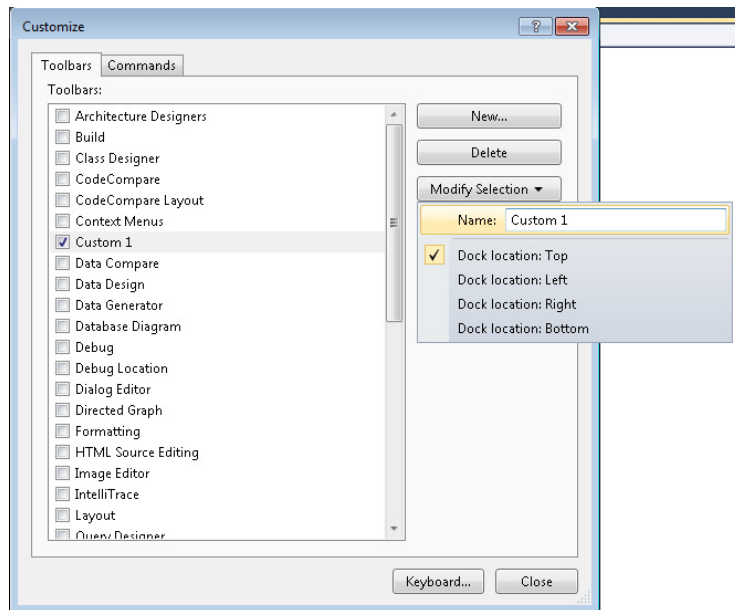 Customize
Toolbars Commands
Toolbars:
Architecture Designers
Build
Class Designer
CodeCompare
CodeCompare Layout
Context Menus
Custom 1
Data Compare
Data Design
Data Generator
Database Diagram
Debug
Debug Location
Dialog Editor
Directed Graph
Formatting
HTML Source Editing
Image Editor
IntelliTrace
Layout
Query Designer
New...
Delete
Modify Selection
Name: Custom 1
Dock location: Top
Dock location: Left
Dock location: Right
Dock location: Bottom
Keyboard... Close